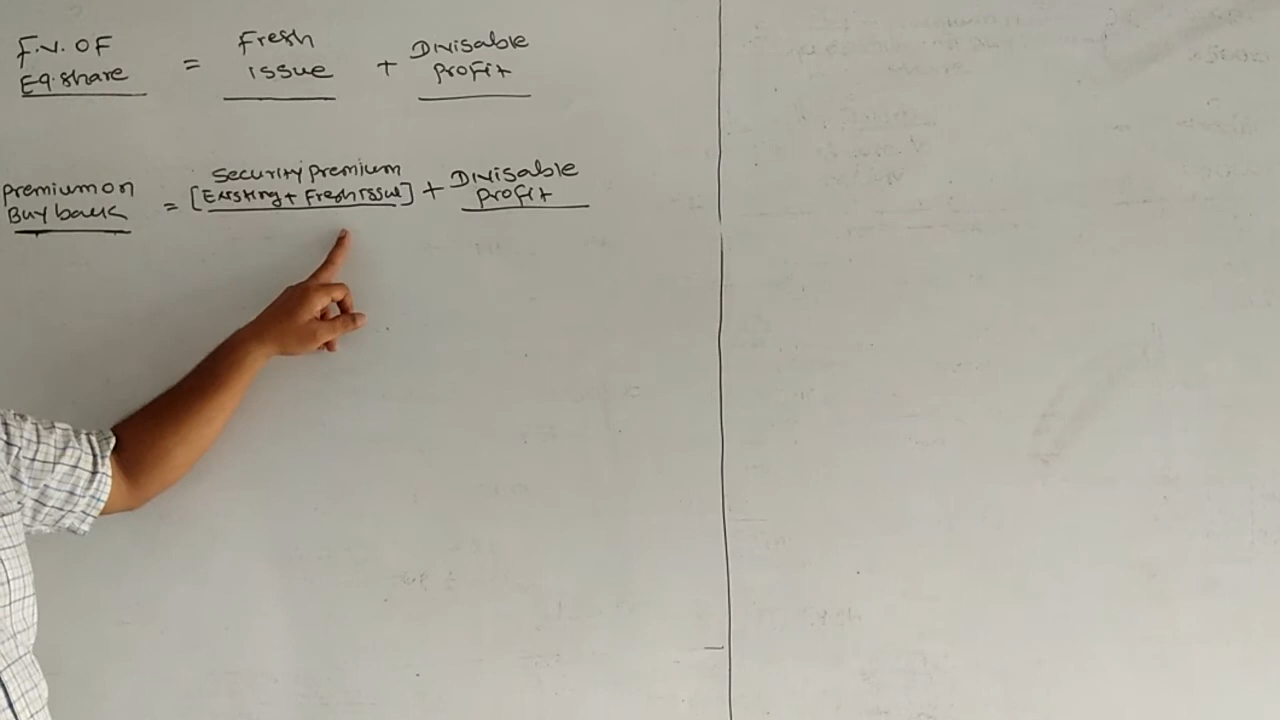 F.V. OF Eq. share = Fresh issue + Divisable profit
Premium on Buy back = Security premium [Existing + Fresh issue] + Divisable profit